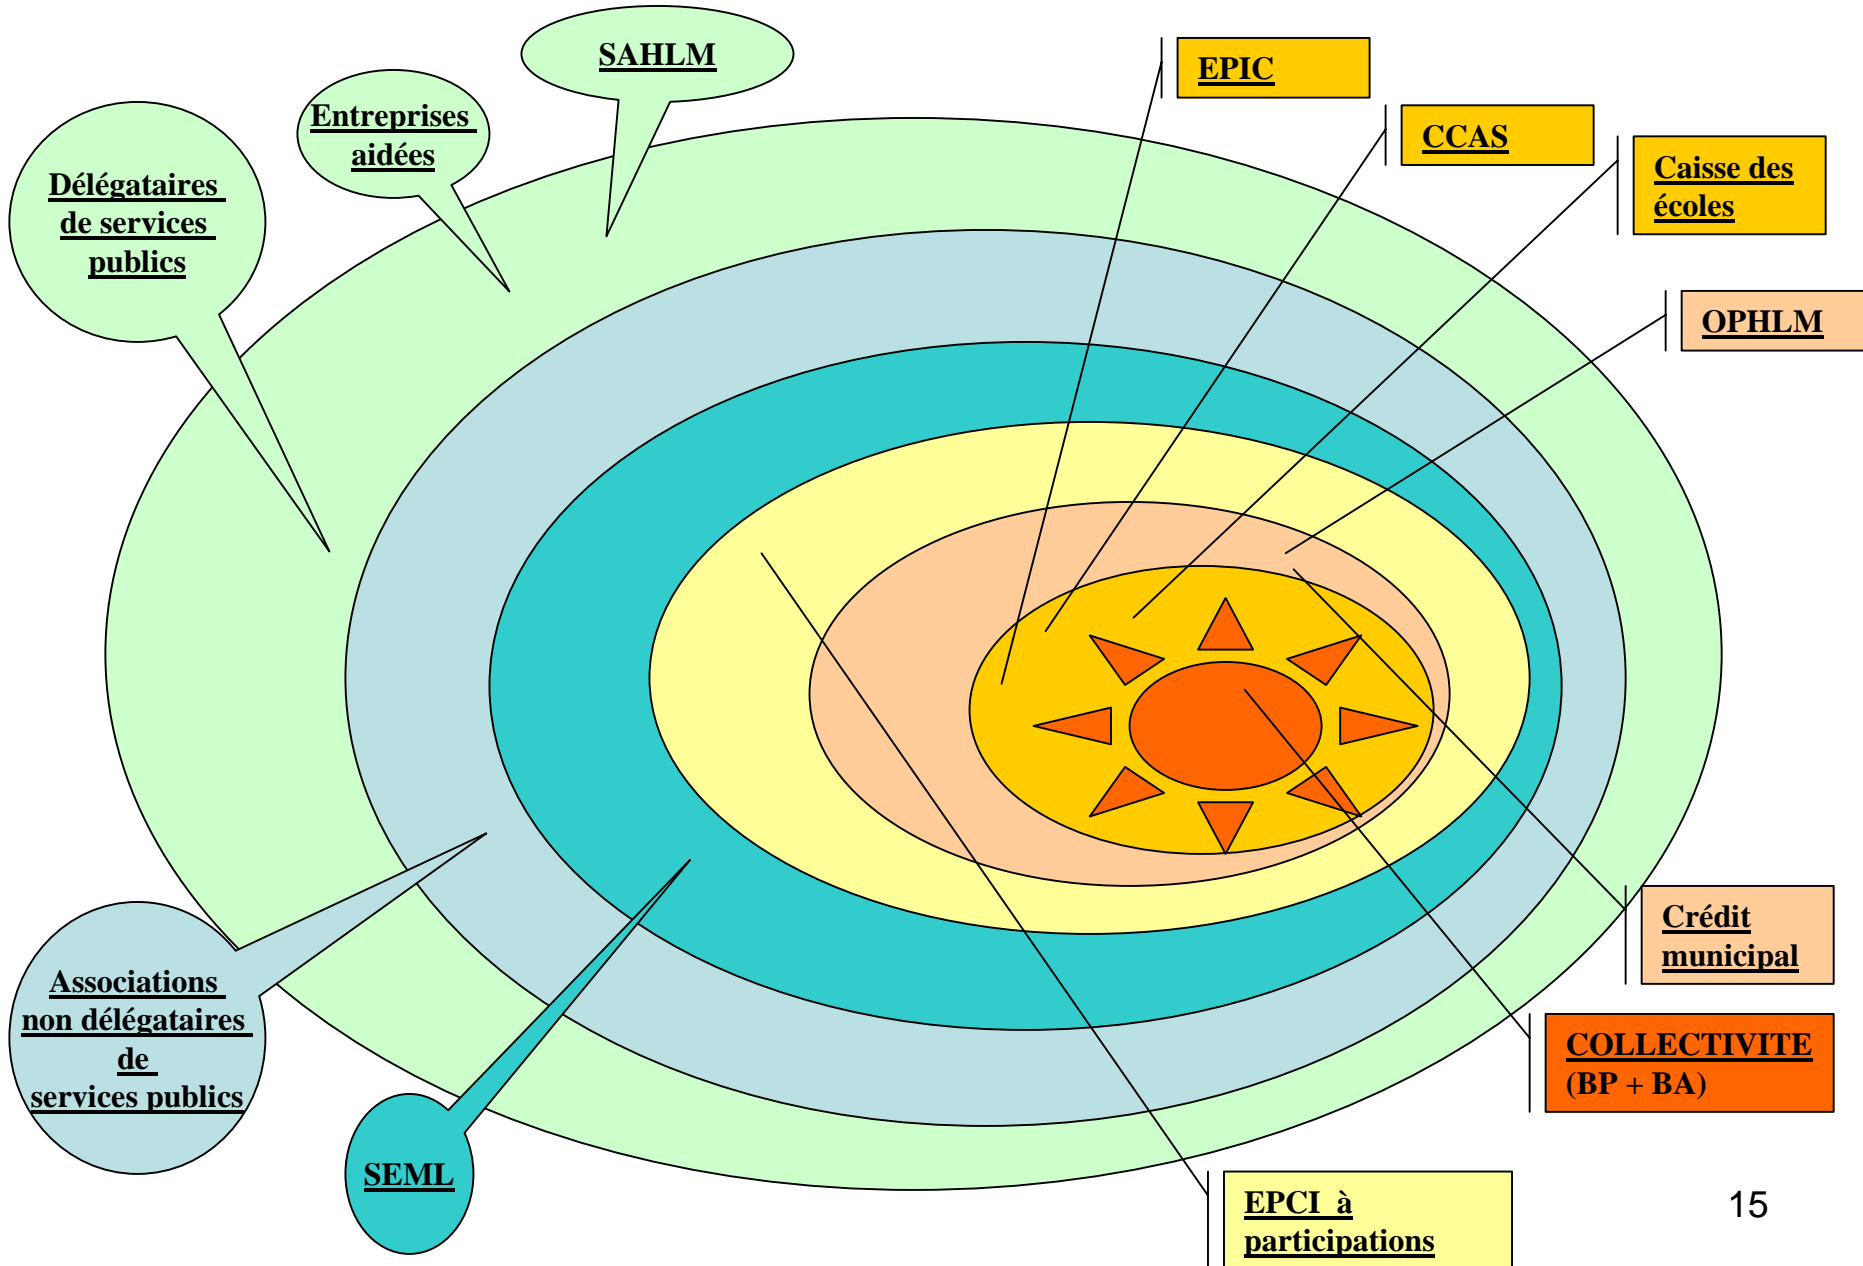 SAHLM
EPIC
Entreprises
aidées
CCAS
Caisse des
écoles
Délégataires
de services
publics
OPHLM
Crédit
municipal
Associations
non délégataires
de
services publics
COLLECTIVITE
(BP + BA)
SEML
EPCI à
participations
15